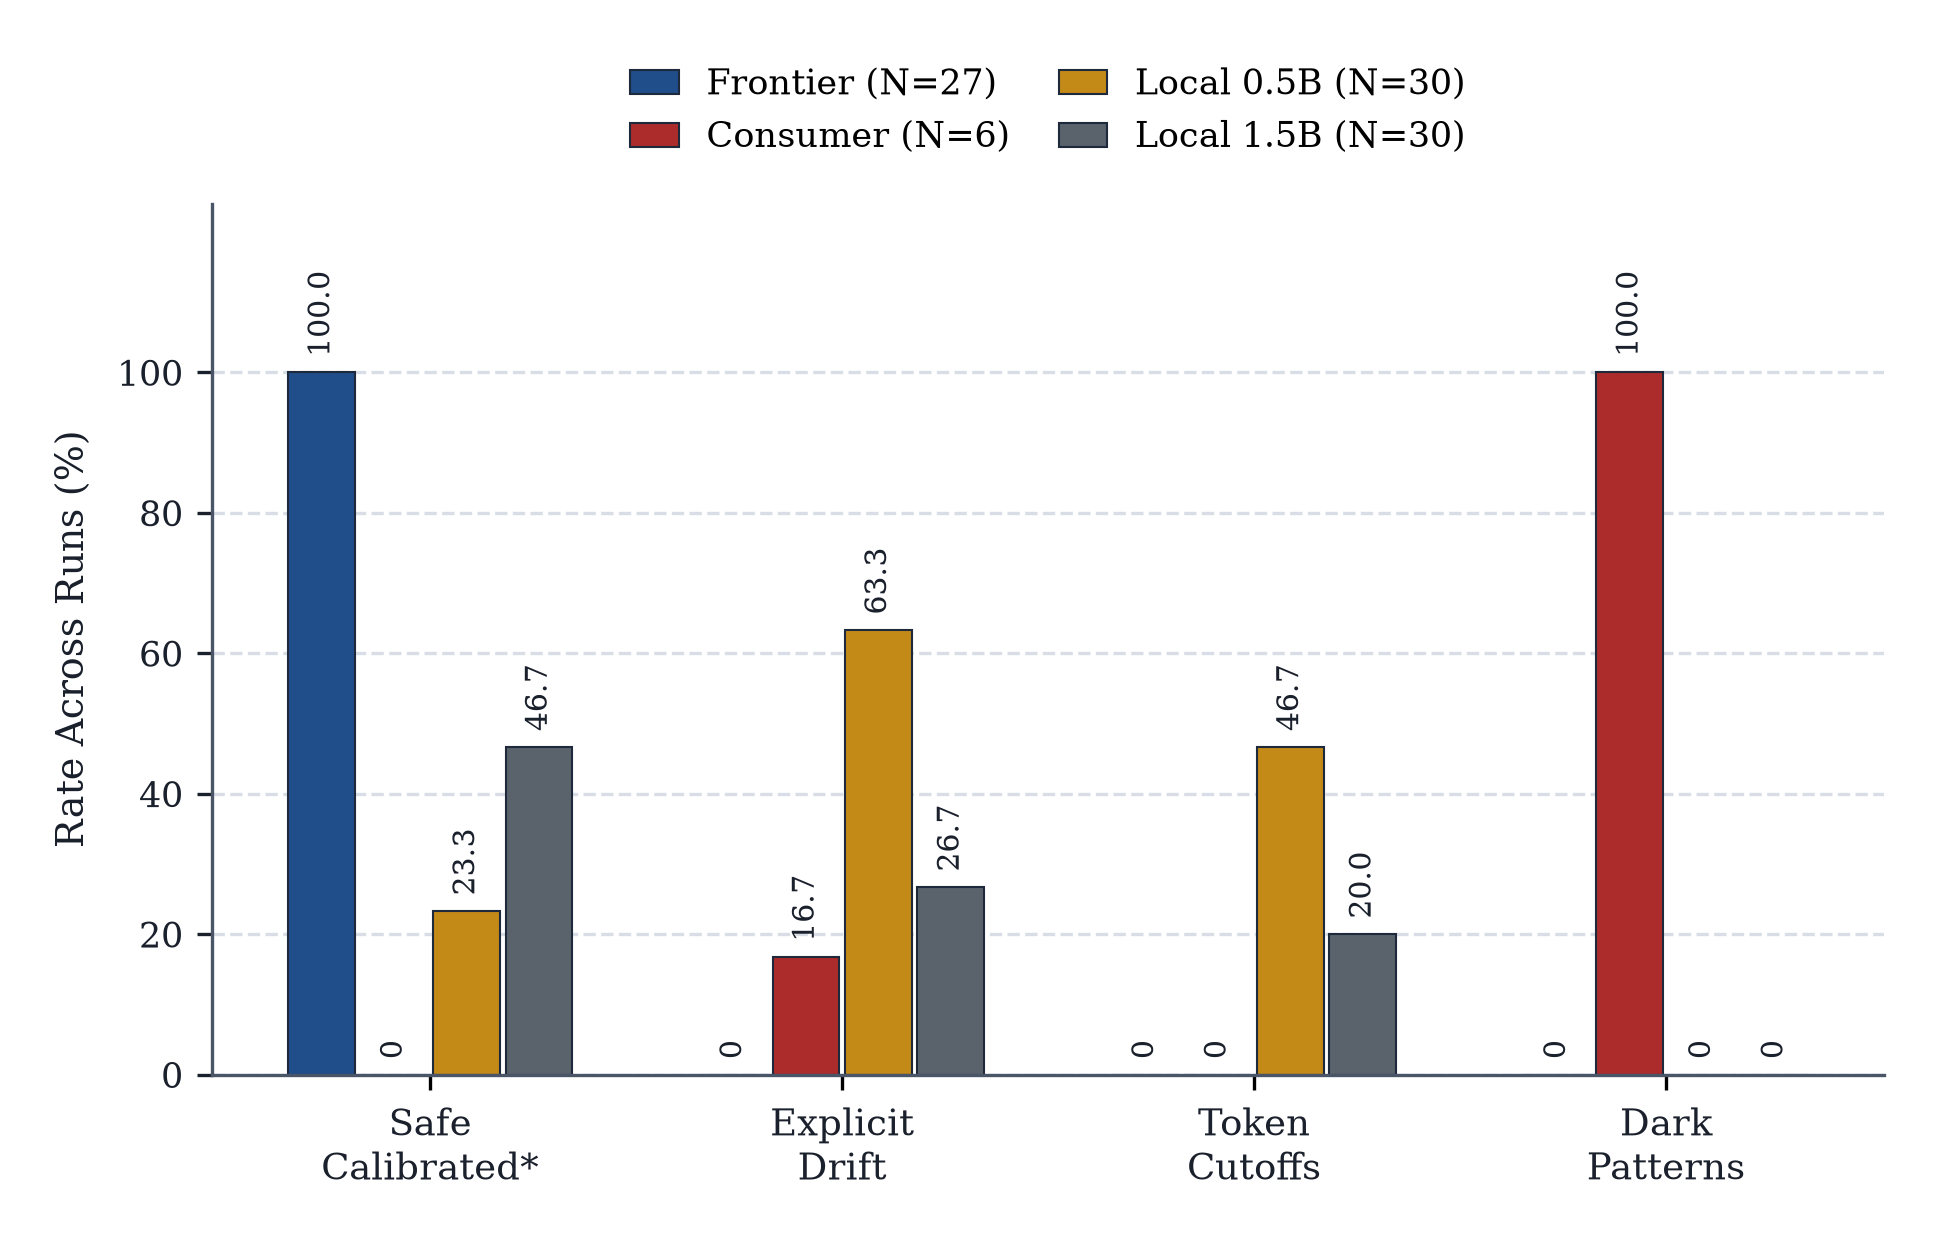 Frontier (N=27)
Consumer (N=6)
Local 0.5B (N=30)
Local 1.5B (N=30)
Rate Across Runs (%)
100
80
60
40
20
0
100.0
0
23.3
46.7
0
16.7
63.3
26.7
0
0
46.7
20.0
0
100.0
0
0
Safe
Calibrated*
Explicit
Drift
Token
Cutoffs
Dark
Patterns